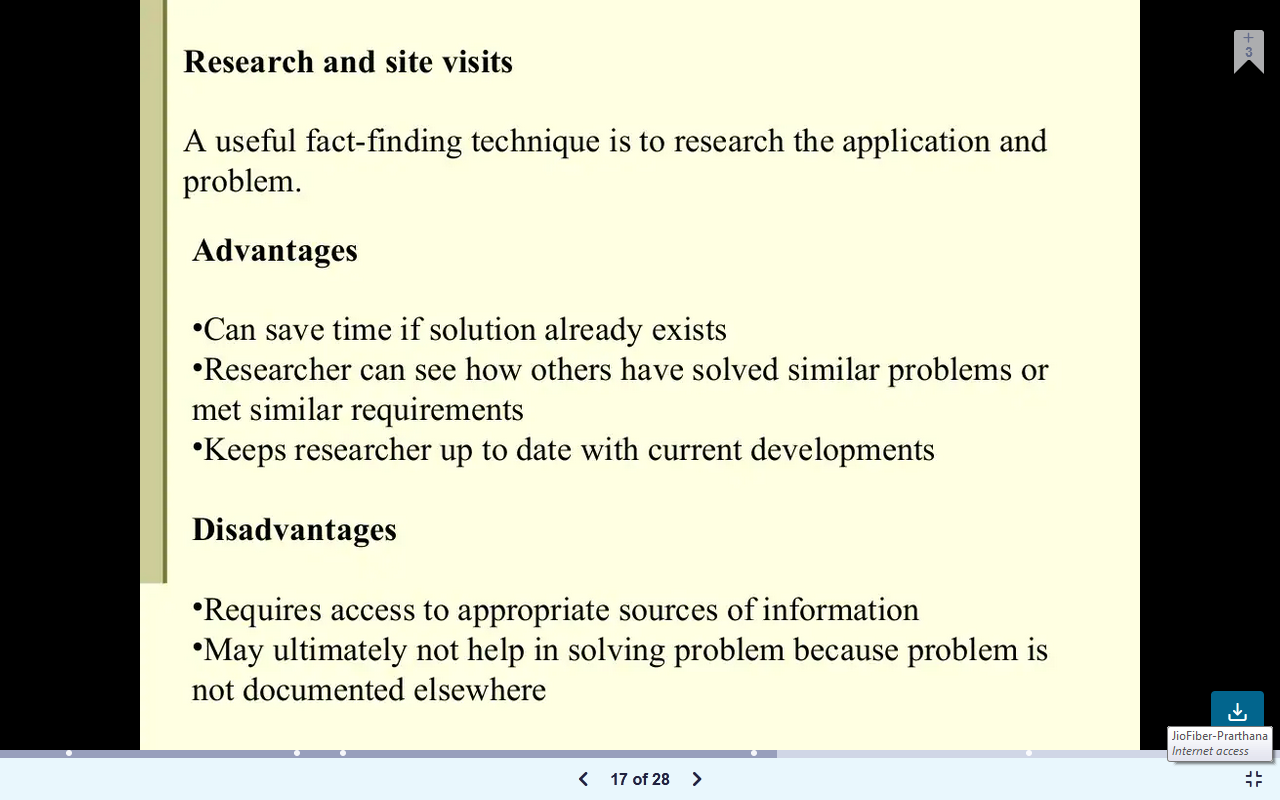 Research and site visits
A useful fact-finding technique is to research the application and
problem.
Advantages
•Can save time if solution already exists
•Researcher can see how others have solved similar problems or
met similar requirements
•Keeps researcher up to date with current developments
Disadvantages
•Requires access to appropriate sources of information
•May ultimately not help in solving problem because problem is
not documented elsewhere
+
3
JioFiber-Prarthana
Internet access
17 of 28